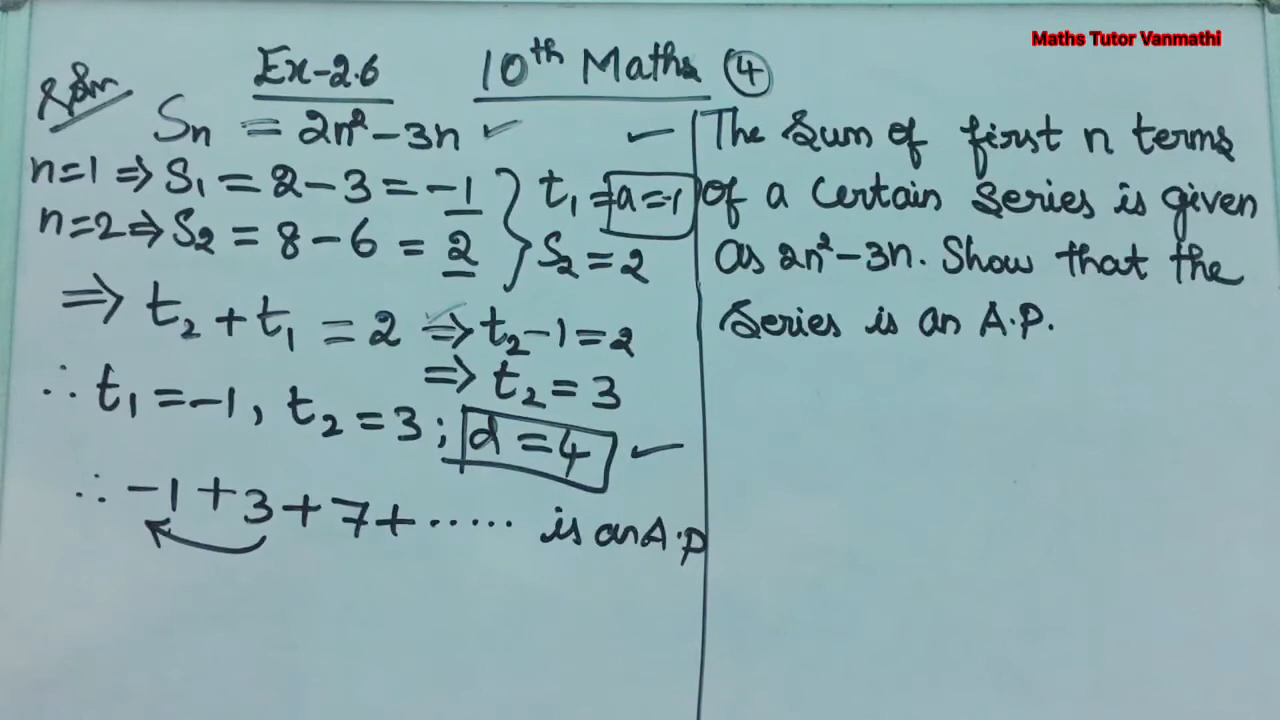 Maths Tutor Vanmathi
Ex-2.6 10th Maths ④
Soln
Sn = 2n² - 3n ✓
n=1 ⇒ S₁ = 2 - 3 = -1 } t₁ = a = -1
n=2 ⇒ S₂ = 8 - 6 = 2 } S₂ = 2
⇒ t₂ + t₁ = 2 ⇒ t₂ - 1 = 2
⇒ t₂ = 3
∴ t₁ = -1, t₂ = 3; d = 4 ✓
∴ -1 + 3 + 7 + ...... is an A.P
✓ The Sum of first n terms
of a Certain Series is given
as 2n² - 3n. Show that the
Series is an A.P.